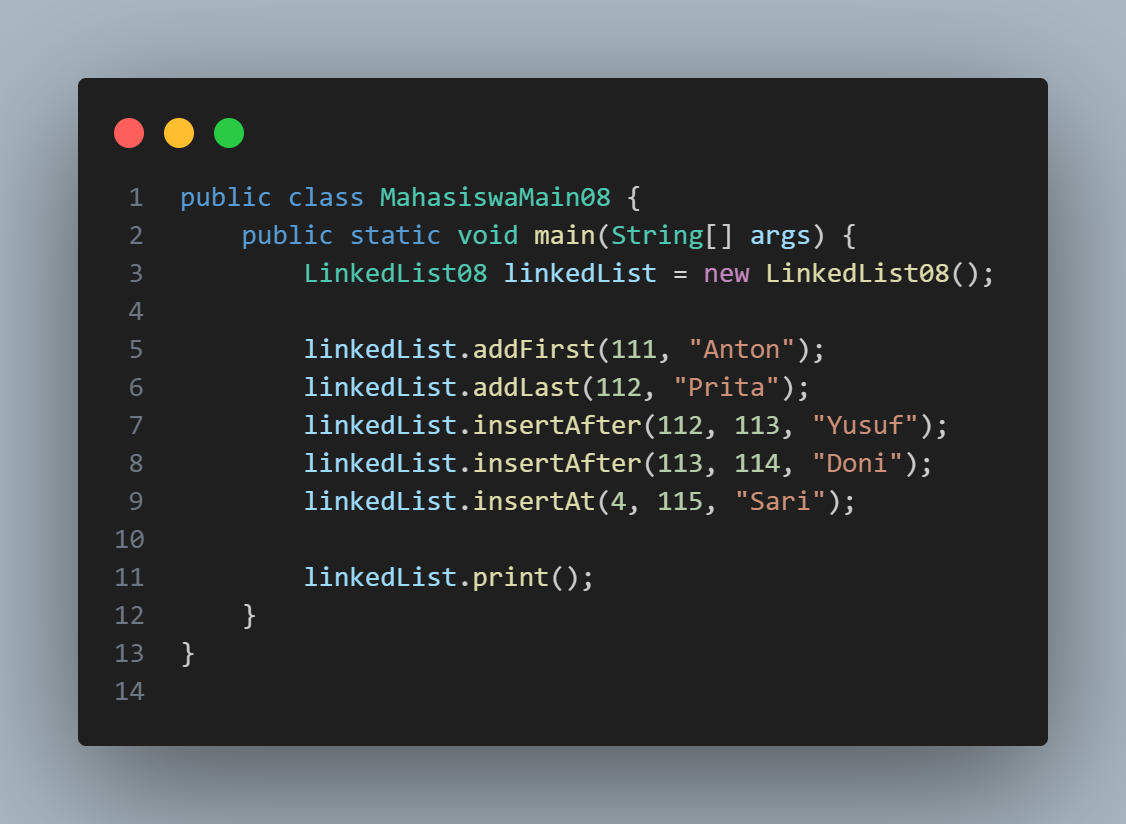 1 public class MahasiswaMain08 {
2     public static void main(String[] args) {
3         LinkedList08 linkedList = new LinkedList08();
4
5         linkedList.addFirst(111, "Anton");
6         linkedList.addLast(112, "Prita");
7         linkedList.insertAfter(112, 113, "Yusuf");
8         linkedList.insertAfter(113, 114, "Doni");
9         linkedList.insertAt(4, 115, "Sari");
10
11         linkedList.print();
12     }
13 }
14